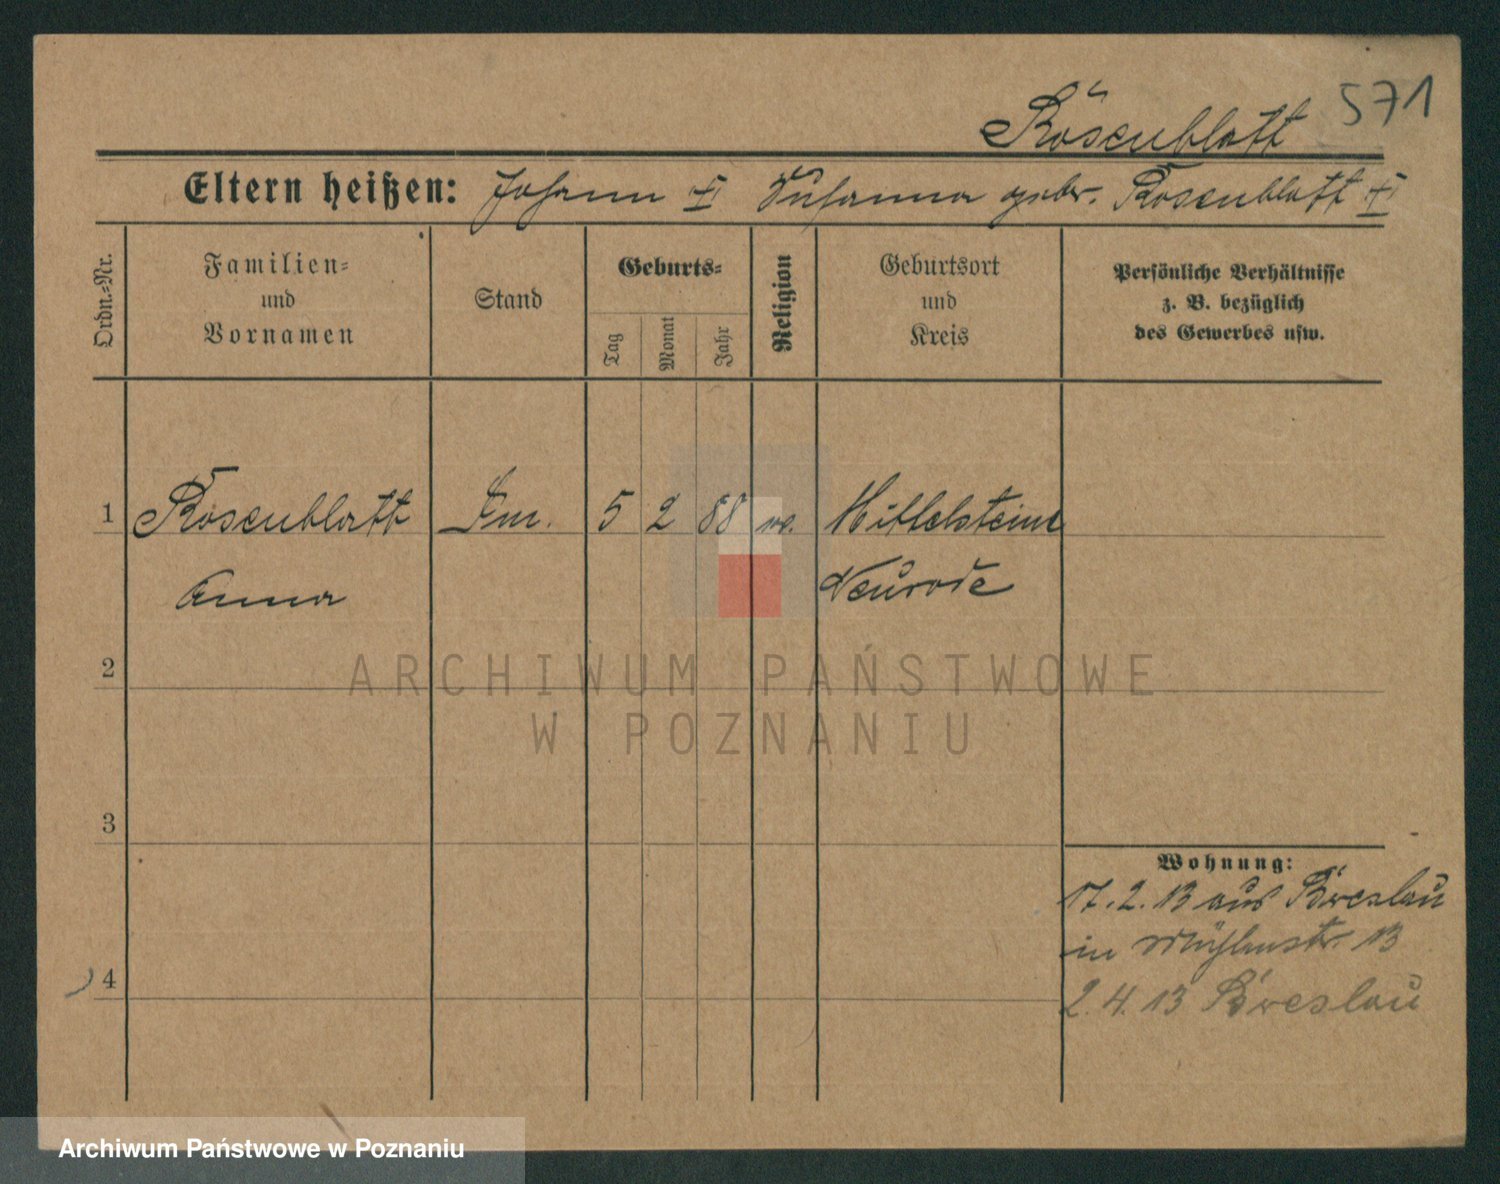 571
Rosenblatt
Eltern heißen: Johann Susanna gebr. Rosenblatt
Ordn.-Nr.
Familien-
und
Vornamen
Stand
Geburts-
Tag
Monat
Jahr
Religion
Geburtsort
und
Kreis
Persönliche Verhältnisse
z. B. bezüglich
des Gewerbes usw.
1 Rosenblatt 5 2 88 Mittelsteine
Anna Neurode
2
3
4
Wohnung:
17. 2. 13 aus Breslau
in Mühlenstr. 13
2. 4. 13 Breslau
ARCHIWUM PAŃSTWOWE
W POZNANIU
Archiwum Państwowe w Poznaniu